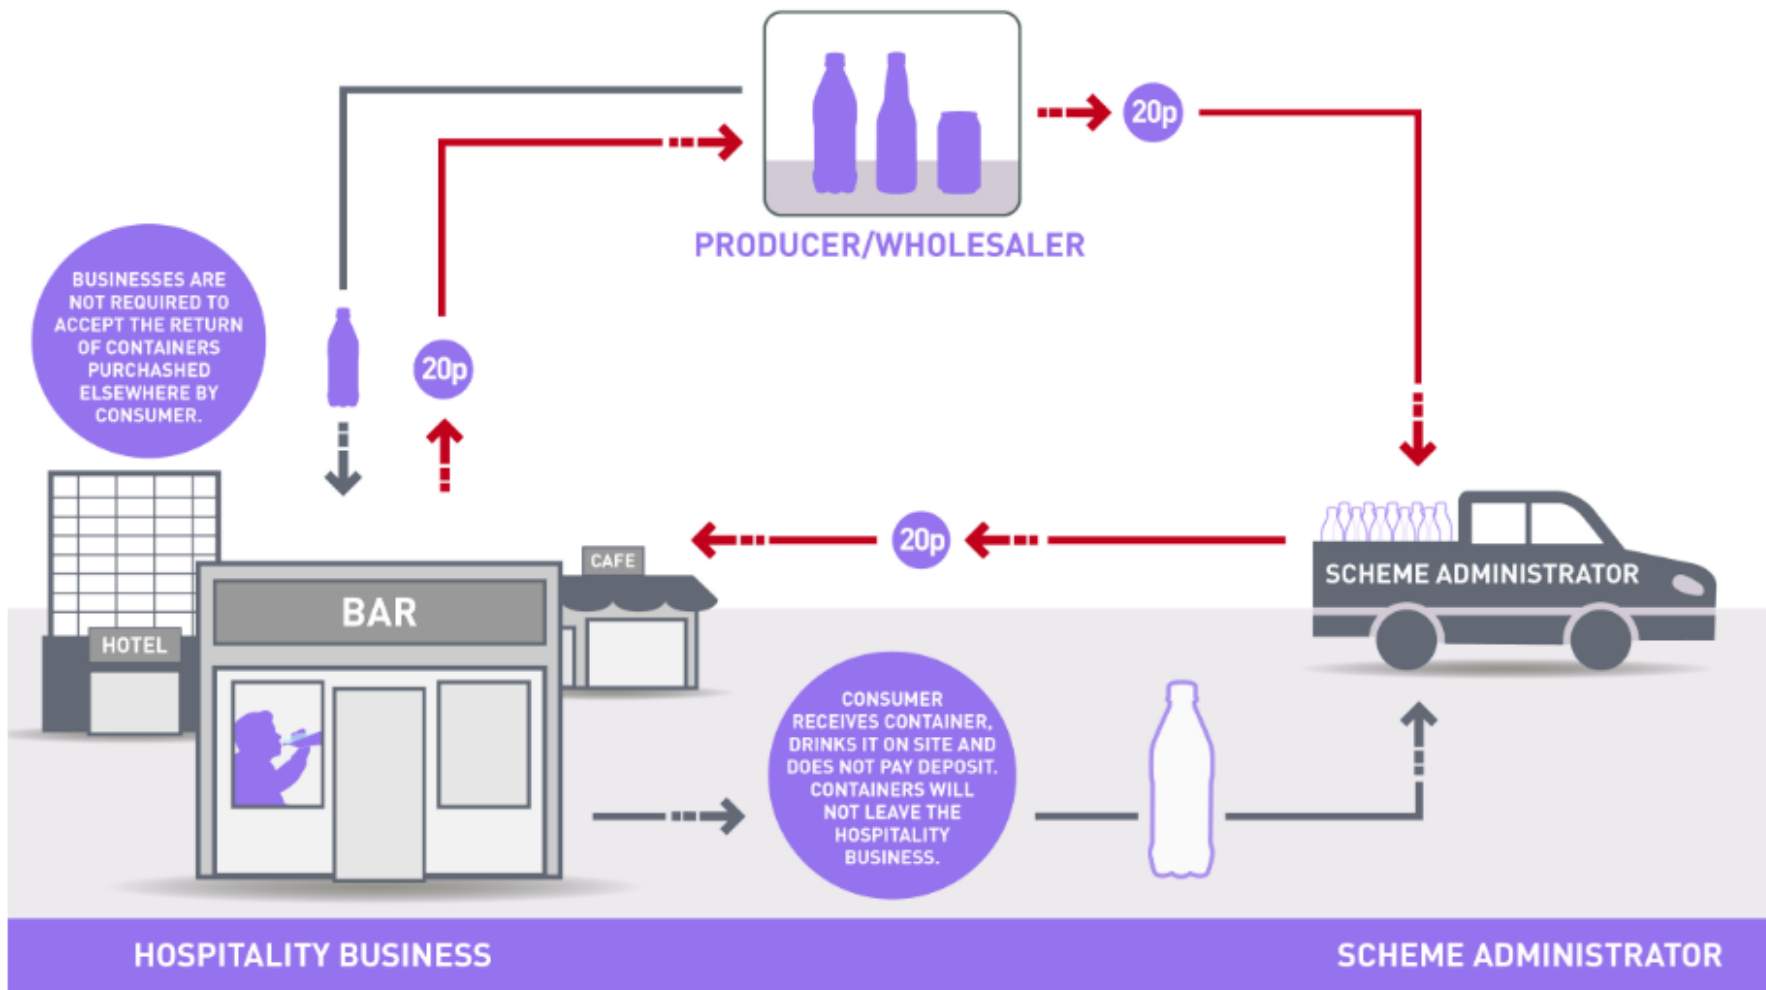 20p
PRODUCER/WHOLESALER
BUSINESSES ARE
NOT REQUIRED TO
ACCEPT THE RETURN
OF CONTAINERS
PURCHASHED
ELSEWHERE BY
CONSUMER.
20p
20p
CAFE
BAR
HOTEL
SCHEME ADMINISTRATOR
CONSUMER
RECEIVES CONTAINER,
DRINKS IT ON SITE AND
DOES NOT PAY DEPOSIT.
CONTAINERS WILL
NOT LEAVE THE
HOSPITALITY
BUSINESS.
HOSPITALITY BUSINESS
SCHEME ADMINISTRATOR